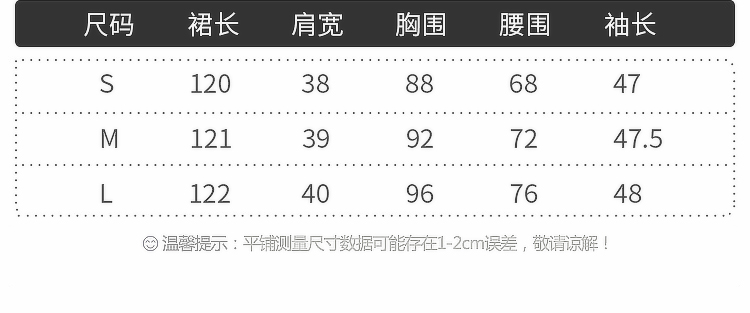 尺码 裙长 肩宽 胸围 腰围 袖长
S 120 38 88 68 47
M 121 39 92 72 47.5
L 122 40 96 76 48
温馨提示：平铺测量尺寸数据可能存在1-2cm误差，敬请谅解！